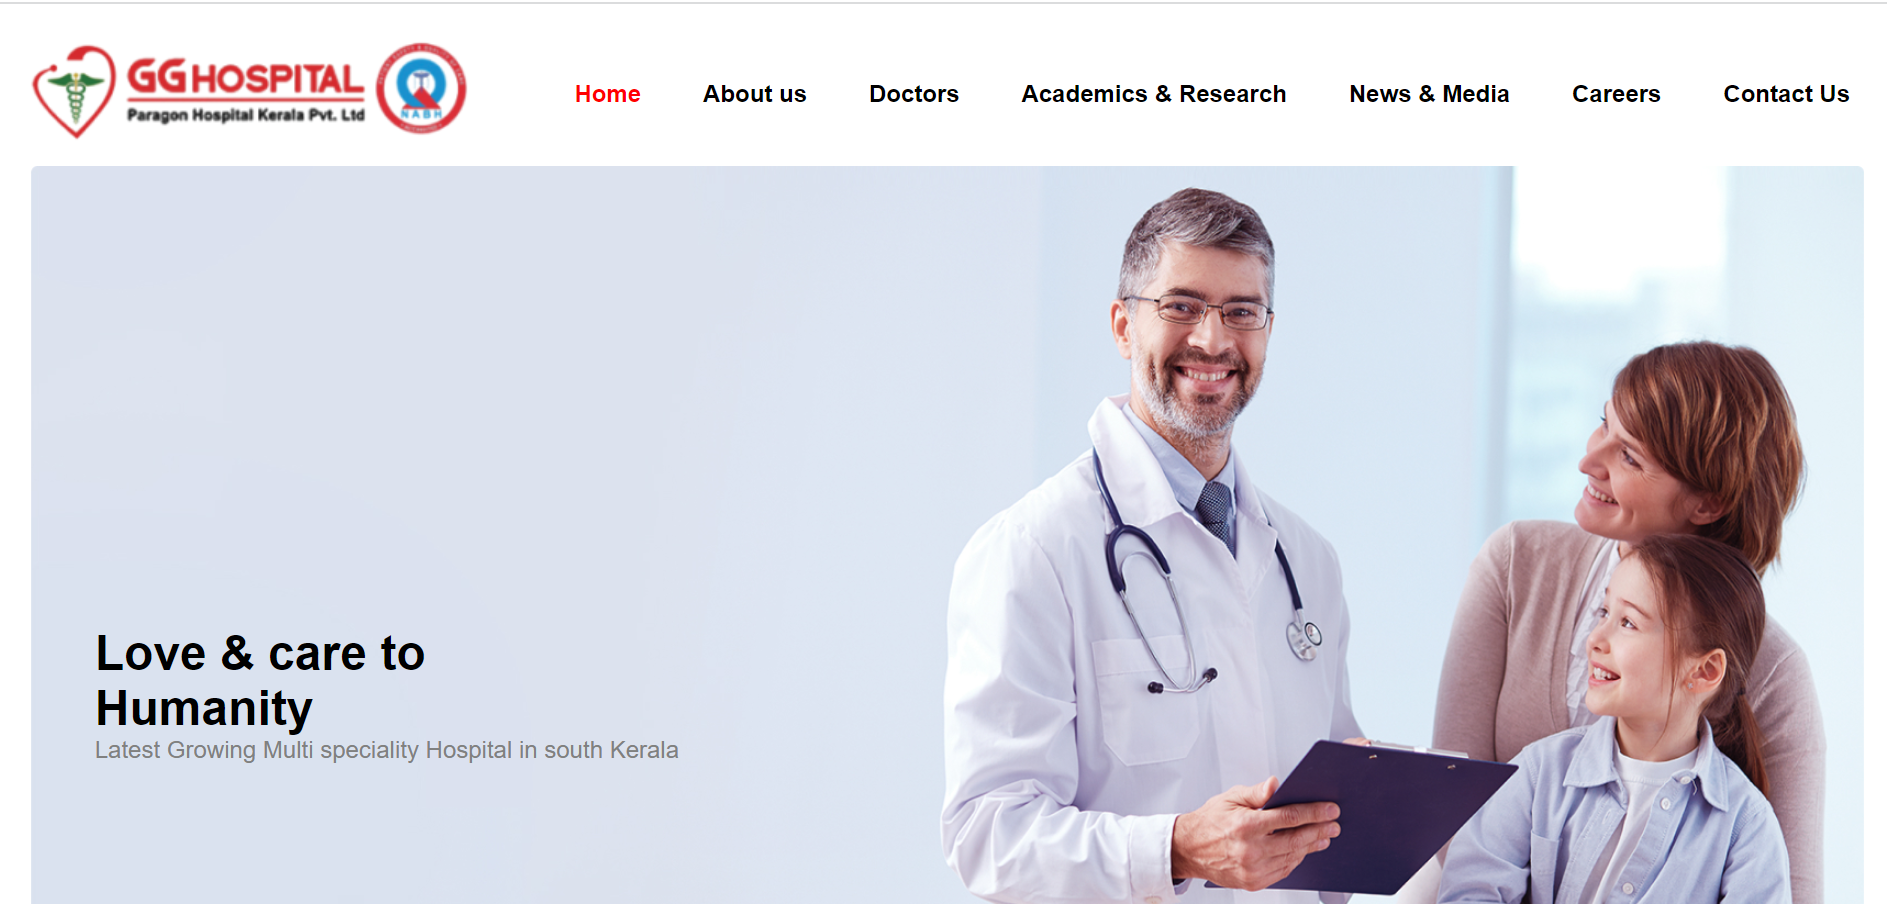 GG HOSPITAL
Paragon Hospital Kerala Pvt. Ltd
NABH
Home
About us
Doctors
Academics & Research
News & Media
Careers
Contact Us
Love & care to
Humanity
Latest Growing Multi speciality Hospital in south Kerala